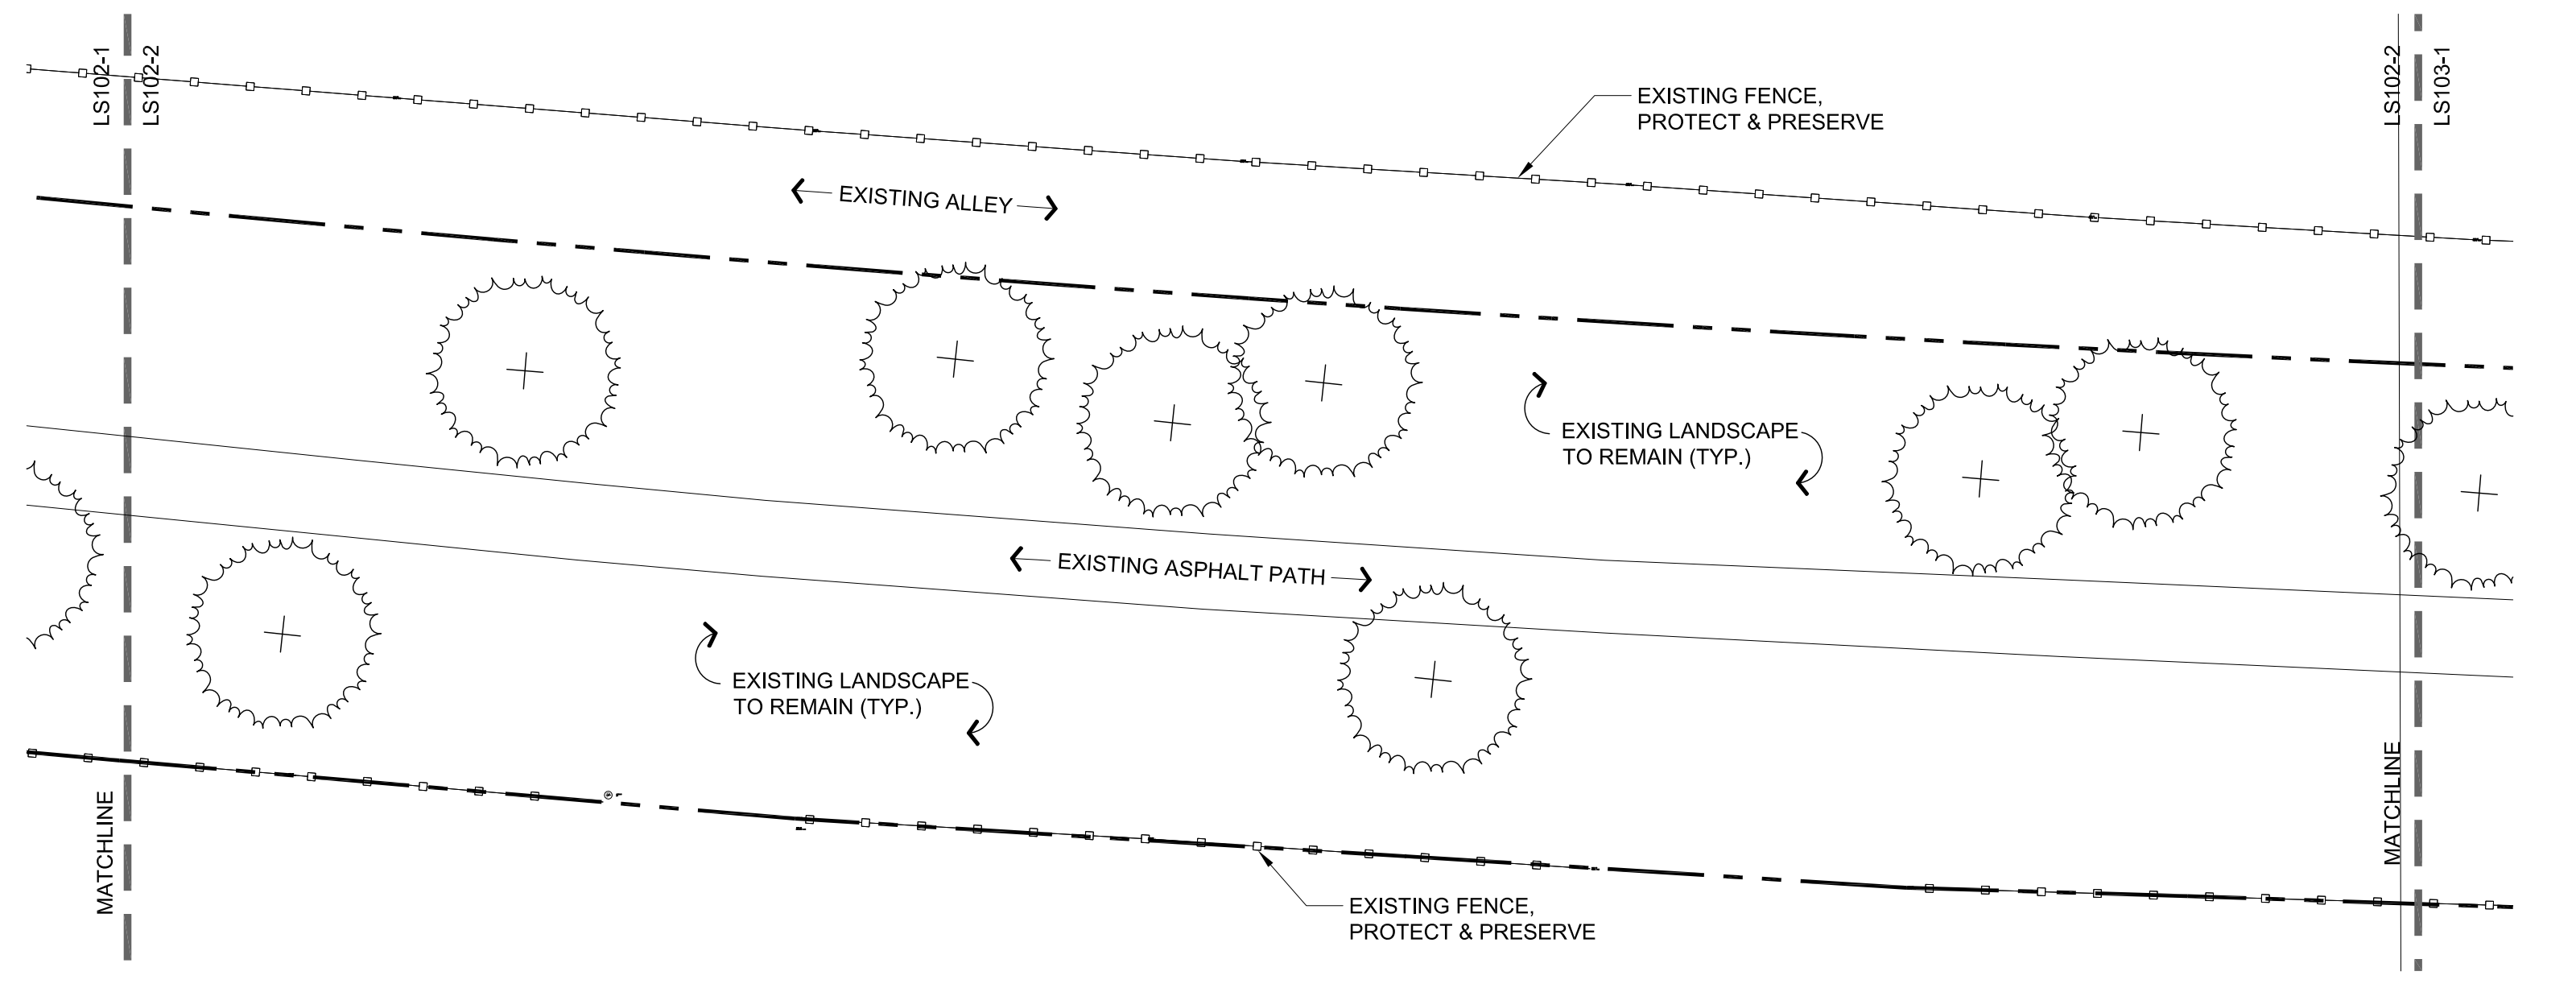 LS102-1
LS102-2
LS102-2
LS103-1
EXISTING FENCE,
PROTECT & PRESERVE
EXISTING ALLEY
EXISTING LANDSCAPE
TO REMAIN (TYP.)
EXISTING ASPHALT PATH
EXISTING LANDSCAPE
TO REMAIN (TYP.)
MATCHLINE
MATCHLINE
EXISTING FENCE,
PROTECT & PRESERVE